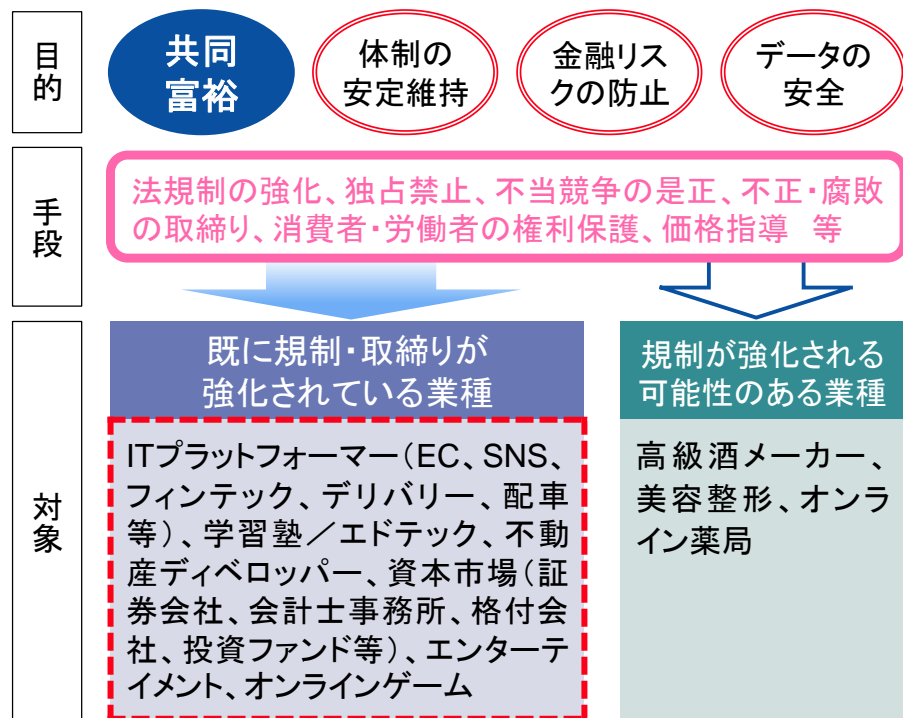 目的
共同
富裕
体制の
安定維持
金融リス
クの防止
データの
安全
手段
法規制の強化、独占禁止、不当競争の是正、不正・腐敗
の取締り、消費者・労働者の権利保護、価格指導　等
対象
既に規制・取締りが
強化されている業種
ITプラットフォーマー(EC、SNS、
フィンテック、デリバリー、配車
等)、学習塾／エドテック、不動
産ディベロッパー、資本市場(証
券会社、会計士事務所、格付会
社、投資ファンド等)、エンターテ
イメント、オンラインゲーム
規制が強化される
可能性のある業種
高級酒メーカー、
美容整形、オンラ
イン薬局